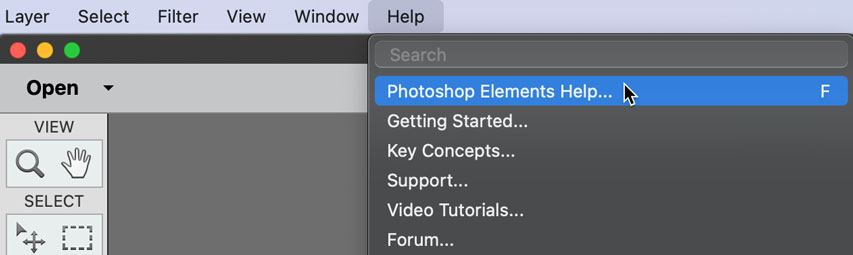 Layer Select Filter View Window Help
Search
Open
Photoshop Elements Help... F
Getting Started...
VIEW
Key Concepts...
Support...
SELECT
Video Tutorials...
Forum...